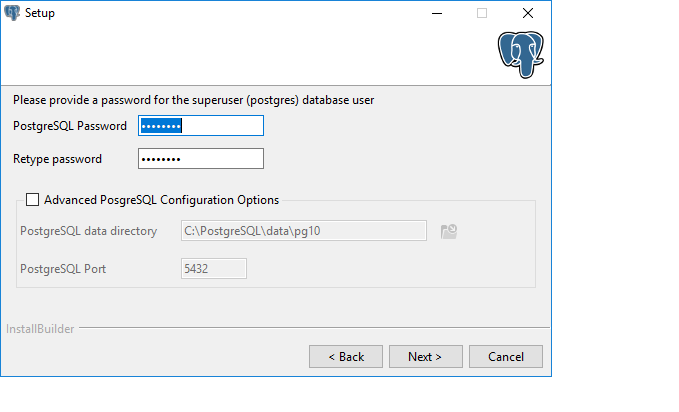 Setup
Please provide a password for the superuser (postgres) database user
PostgreSQL Password ••••••••
Retype password ••••••••
Advanced PosgreSQL Configuration Options
PostgreSQL data directory C:\PostgreSQL\data\pg10
PostgreSQL Port 5432
InstallBuilder
< Back Next > Cancel